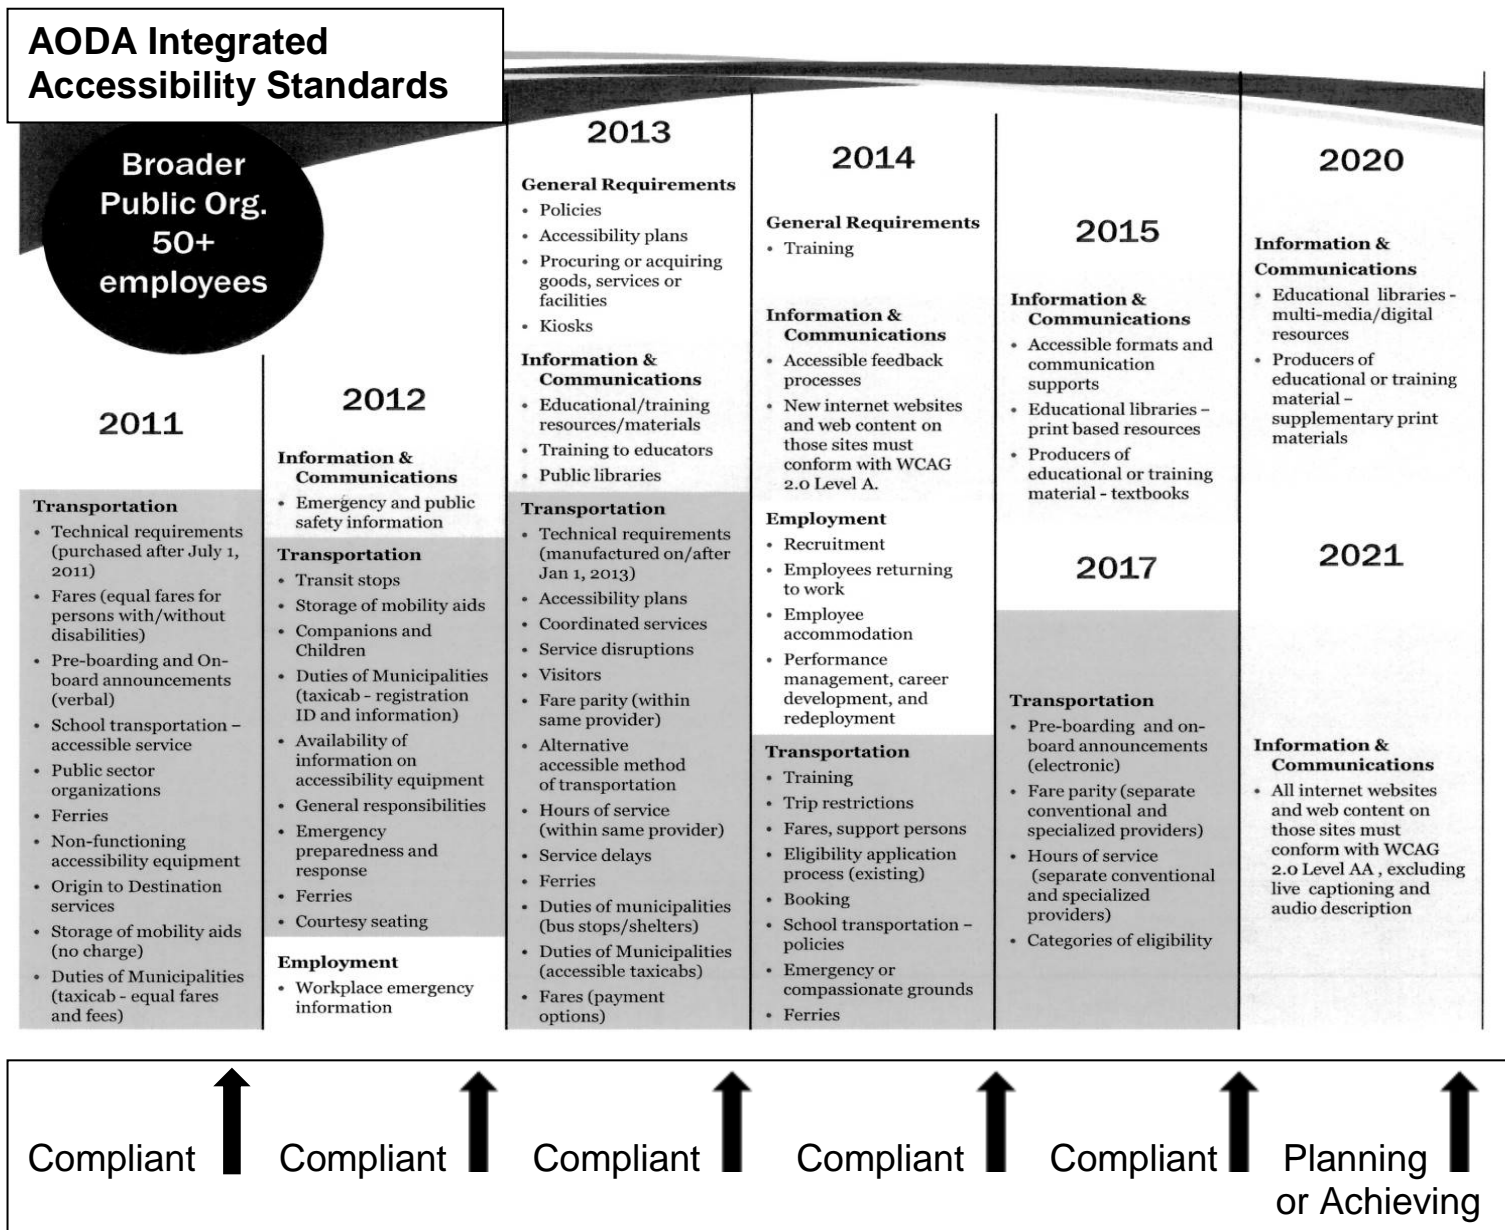 AODA Integrated
Accessibility Standards
Broader
Public Org.
50+
employees
2011
Transportation
• Technical requirements
(purchased after July 1,
2011)
• Fares (equal fares for
persons with/without
disabilities)
• Pre-boarding and On-
board announcements
(verbal)
• School transportation –
accessible service
• Public sector
organizations
• Ferries
• Non-functioning
accessibility equipment
• Origin to Destination
services
• Storage of mobility aids
(no charge)
• Duties of Municipalities
(taxicab - equal fares
and fees)
2012
Information &
Communications
• Emergency and public
safety information
Transportation
• Transit stops
• Storage of mobility aids
• Companions and
Children
• Duties of Municipalities
(taxicab - registration
ID and information)
• Availability of
information on
accessibility equipment
• General responsibilities
• Emergency
preparedness and
response
• Ferries
• Courtesy seating
Employment
• Workplace emergency
information
2013
General Requirements
• Policies
• Accessibility plans
• Procuring or acquiring
goods, services or
facilities
• Kiosks
Information &
Communications
• Educational/training
resources/materials
• Training to educators
• Public libraries
Transportation
• Technical requirements
(manufactured on/after
Jan 1, 2013)
• Accessibility plans
• Coordinated services
• Service disruptions
• Visitors
• Fare parity (within
same provider)
• Alternative
accessible method
of transportation
• Hours of service
(within same provider)
• Service delays
• Ferries
• Duties of municipalities
(bus stops/shelters)
• Duties of Municipalities
(accessible taxicabs)
• Fares (payment
options)
2014
General Requirements
• Training
Information &
Communications
• Accessible feedback
processes
• New internet websites
and web content on
those sites must
conform with WCAG
2.0 Level A.
Employment
• Recruitment
• Employees returning
to work
• Employee
accommodation
• Performance
management, career
development, and
redeployment
Transportation
• Training
• Trip restrictions
• Fares, support persons
• Eligibility application
process (existing)
• Booking
• School transportation –
policies
• Emergency or
compassionate grounds
• Ferries
2015
Information &
Communications
• Accessible formats and
communication
supports
• Educational libraries –
print based resources
• Producers of
educational or training
material - textbooks
2017
Transportation
• Pre-boarding and on-
board announcements
(electronic)
• Fare parity (separate
conventional and
specialized providers)
• Hours of service
(separate conventional
and specialized
providers)
• Categories of eligibility
2020
Information &
Communications
• Educational libraries -
multi-media/digital
resources
• Producers of
educational or training
material –
supplementary print
materials
2021
Information &
Communications
• All internet websites
and web content on
those sites must
conform with WCAG
2.0 Level AA , excluding
live captioning and
audio description
Compliant
Compliant
Compliant
Compliant
Compliant
Planning
or Achieving